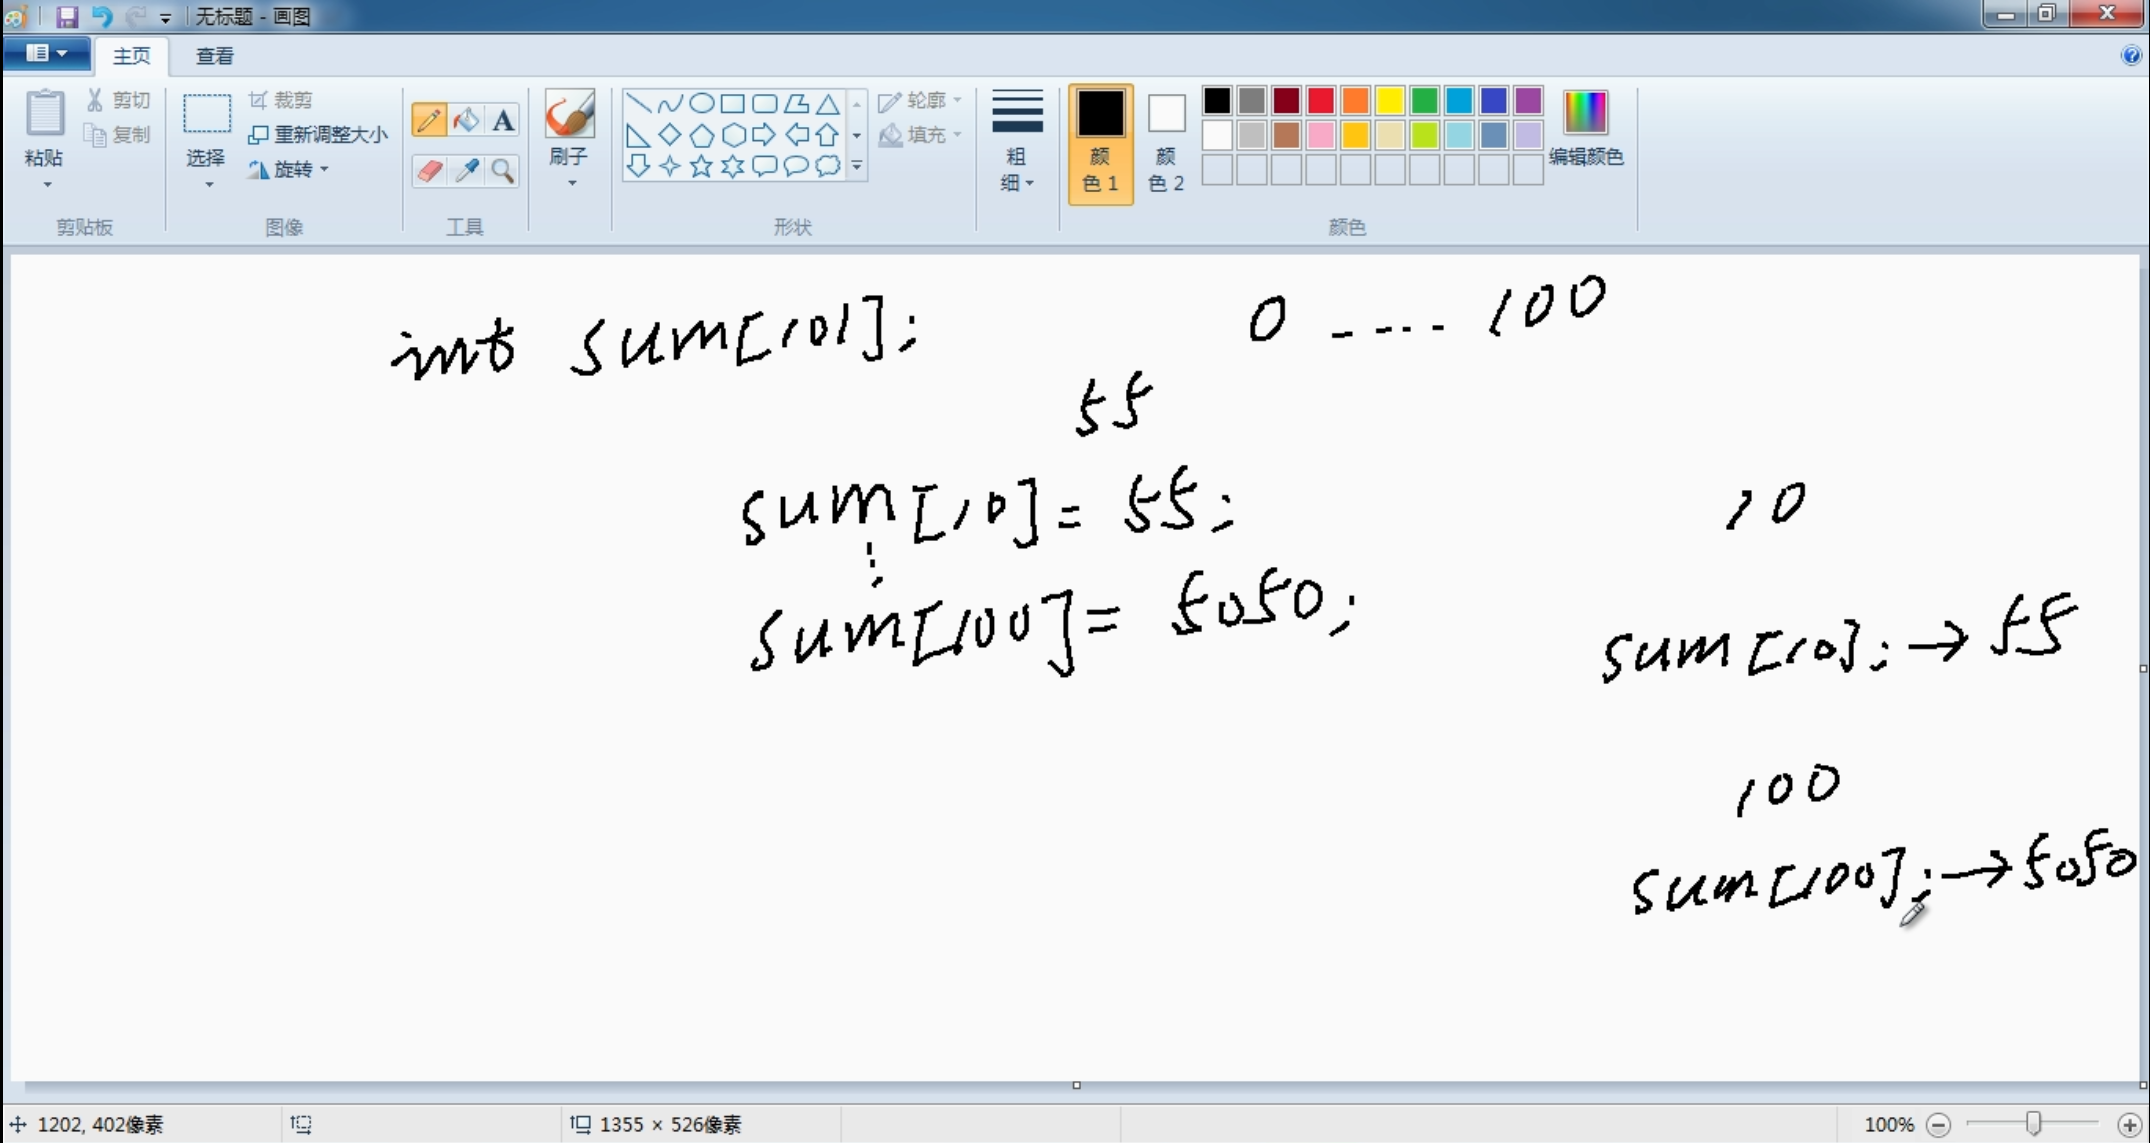 无标题 - 画图
主页 查看
粘贴 剪切 复制 选择 裁剪 重新调整大小 旋转 A 刷子 轮廓 填充 粗细 颜色 1 颜色 2 编辑颜色
剪贴板 图像 工具 形状 颜色
int sum[101]; 0 ---- 100
55
sum[10] = 55; 10
⋮
sum[100] = 5050; sum[10]; → 55
100
sum[100]; → 5050
1202, 402像素 1355 × 526像素 100%